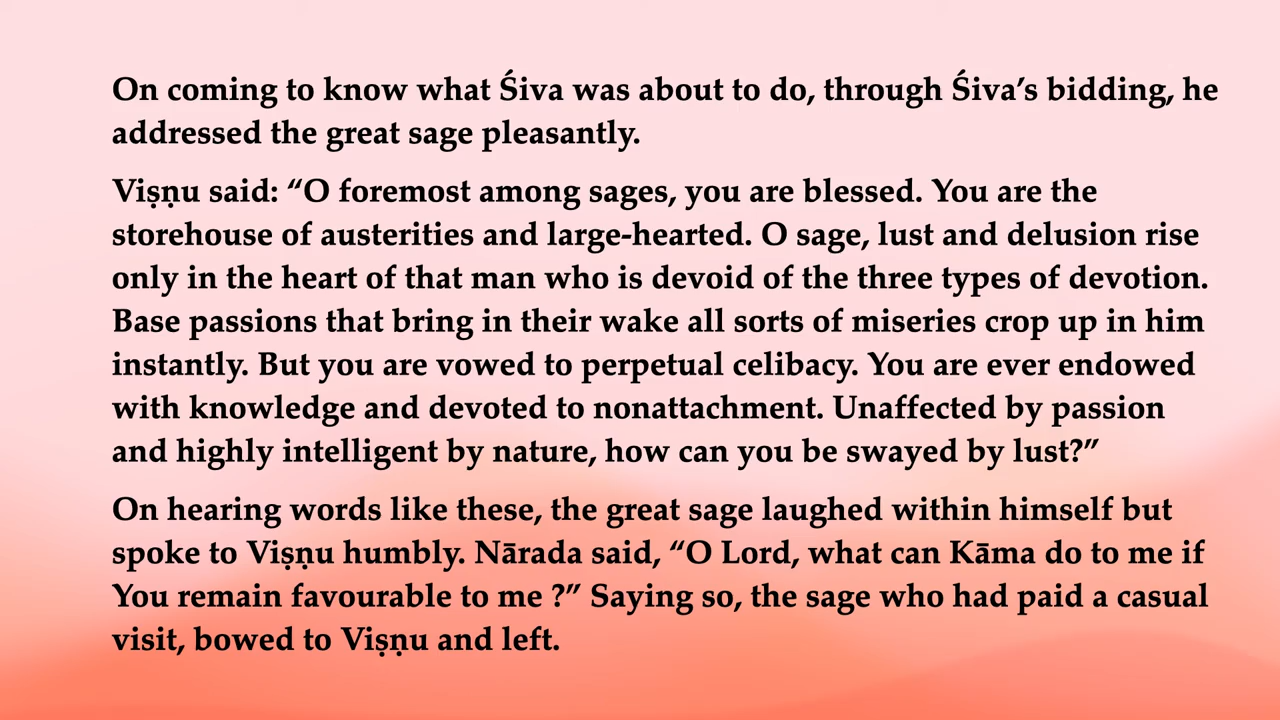 On coming to know what Śiva was about to do, through Śiva’s bidding, he
addressed the great sage pleasantly.
Viṣṇu said: “O foremost among sages, you are blessed. You are the
storehouse of austerities and large-hearted. O sage, lust and delusion rise
only in the heart of that man who is devoid of the three types of devotion.
Base passions that bring in their wake all sorts of miseries crop up in him
instantly. But you are vowed to perpetual celibacy. You are ever endowed
with knowledge and devoted to nonattachment. Unaffected by passion
and highly intelligent by nature, how can you be swayed by lust?”
On hearing words like these, the great sage laughed within himself but
spoke to Viṣṇu humbly. Nārada said, “O Lord, what can Kāma do to me if
You remain favourable to me ?” Saying so, the sage who had paid a casual
visit, bowed to Viṣṇu and left.